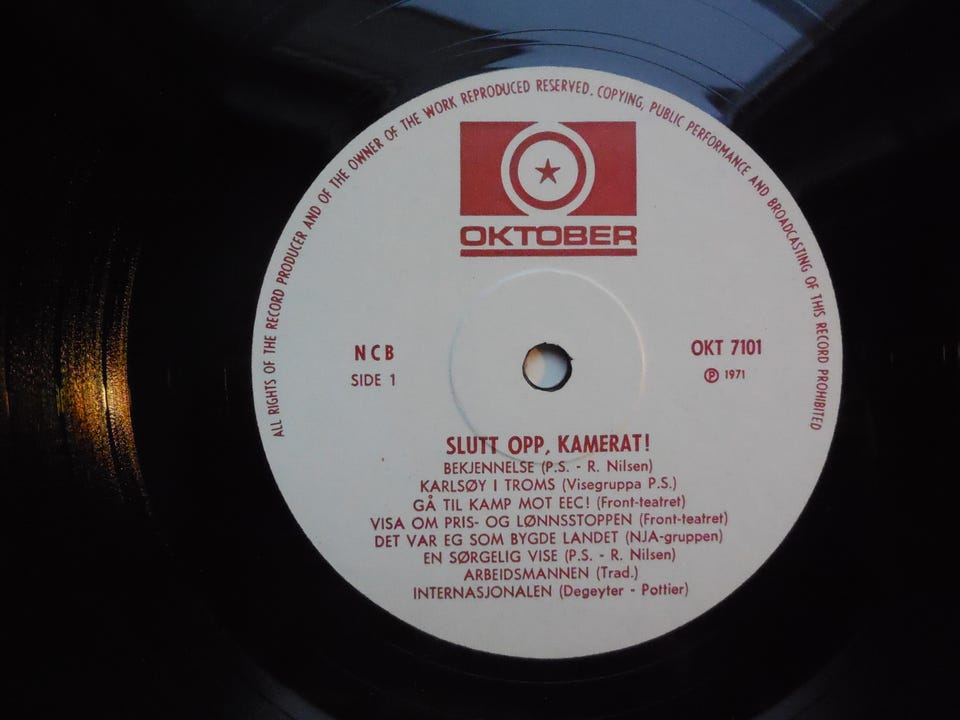 ALL RIGHTS OF THE RECORD PRODUCER AND OF THE OWNER OF THE WORK REPRODUCED RESERVED. COPYING, PUBLIC PERFORMANCE AND BROADCASTING OF THIS RECORD PROHIBITED
OKTOBER
NCB
SIDE 1
OKT 7101
Ⓟ 1971
SLUTT OPP, KAMERAT!
BEKJENNELSE (P.S. - R. Nilsen)
KARLSØY I TROMS (Visegruppa P.S.)
GÅ TIL KAMP MOT EEC! (Front-teatret)
VISA OM PRIS- OG LØNNSSTOPPEN (Front-teatret)
DET VAR EG SOM BYGDE LANDET (NJA-gruppen)
EN SØRGELIG VISE (P.S. - R. Nilsen)
ARBEIDSMANNEN (Trad.)
INTERNASJONALEN (Degeyter - Pottier)